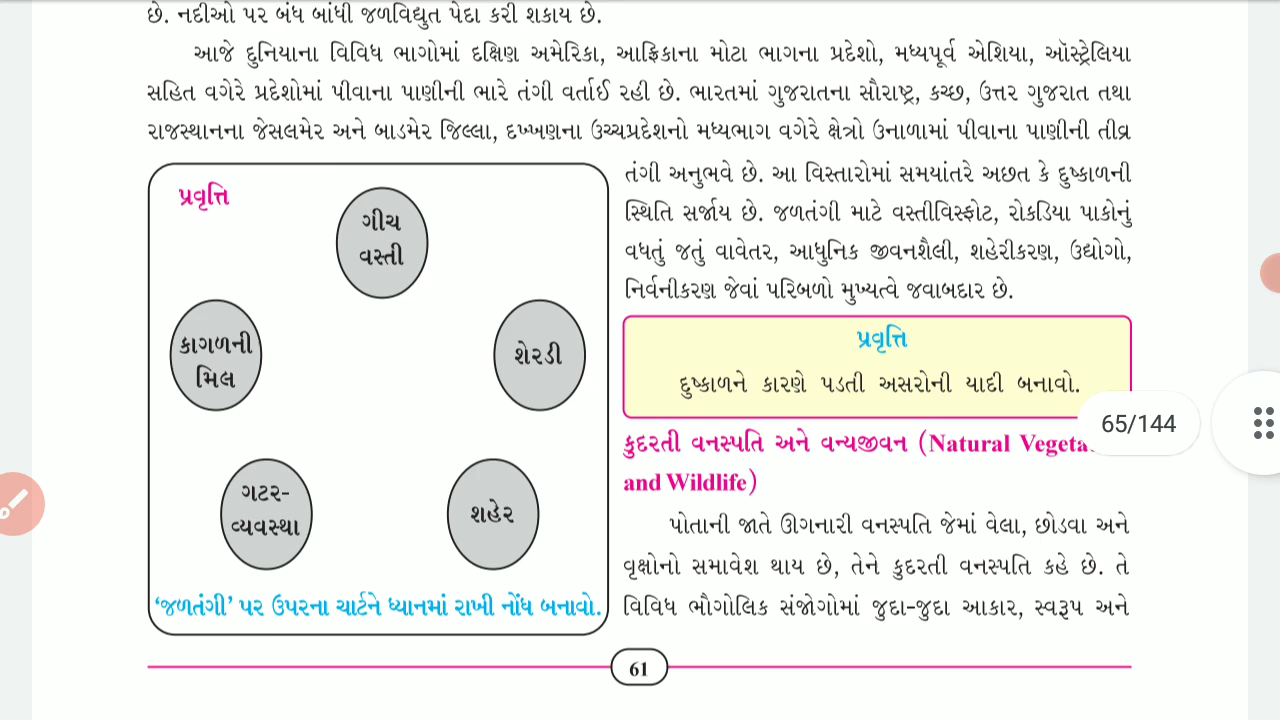 છે. નદીઓ પર બંધ બાંધી જળવિદ્યુત પેદા કરી શકાય છે.
આજે દુનિયાના વિવિધ ભાગોમાં દક્ષિણ અમેરિકા, આફ્રિકાના મોટા ભાગના પ્રદેશો, મધ્યપૂર્વ એશિયા, ઑસ્ટ્રેલિયા
સહિત વગેરે પ્રદેશોમાં પીવાના પાણીની ભારે તંગી વર્તાઈ રહી છે. ભારતમાં ગુજરાતના સૌરાષ્ટ્ર, કચ્છ, ઉત્તર ગુજરાત તથા
રાજસ્થાનના જેસલમેર અને બાડમેર જિલ્લા, દખ્ખણના ઉચ્ચપ્રદેશનો મધ્યભાગ વગેરે ક્ષેત્રો ઉનાળામાં પીવાના પાણીની તીવ્ર
તંગી અનુભવે છે. આ વિસ્તારોમાં સમયાંતરે અછત કે દુષ્કાળની
સ્થિતિ સર્જાય છે. જળતંગી માટે વસ્તીવિસ્ફોટ, રોકડિયા પાકોનું
વધતું જતું વાવેતર, આધુનિક જીવનશૈલી, શહેરીકરણ, ઉદ્યોગો,
નિર્વનીકરણ જેવાં પરિબળો મુખ્યત્વે જવાબદાર છે.
પ્રવૃત્તિ
ગીચ
વસ્તી
કાગળની
મિલ
શેરડી
ગટર-
વ્યવસ્થા
શહેર
‘જળતંગી’ પર ઉપરના ચાર્ટને ધ્યાનમાં રાખી નોંધ બનાવો.
પ્રવૃત્તિ
દુષ્કાળને કારણે પડતી અસરોની યાદી બનાવો.
65/144
કુદરતી વનસ્પતિ અને વન્યજીવન (Natural
and Wildlife)
પોતાની જાતે ઊગનારી વનસ્પતિ જેમાં વેલા, છોડવા અને
વૃક્ષોનો સમાવેશ થાય છે, તેને કુદરતી વનસ્પતિ કહે છે. તે
વિવિધ ભૌગોલિક સંજોગોમાં જુદા-જુદા આકાર, સ્વરૂપ અને
61